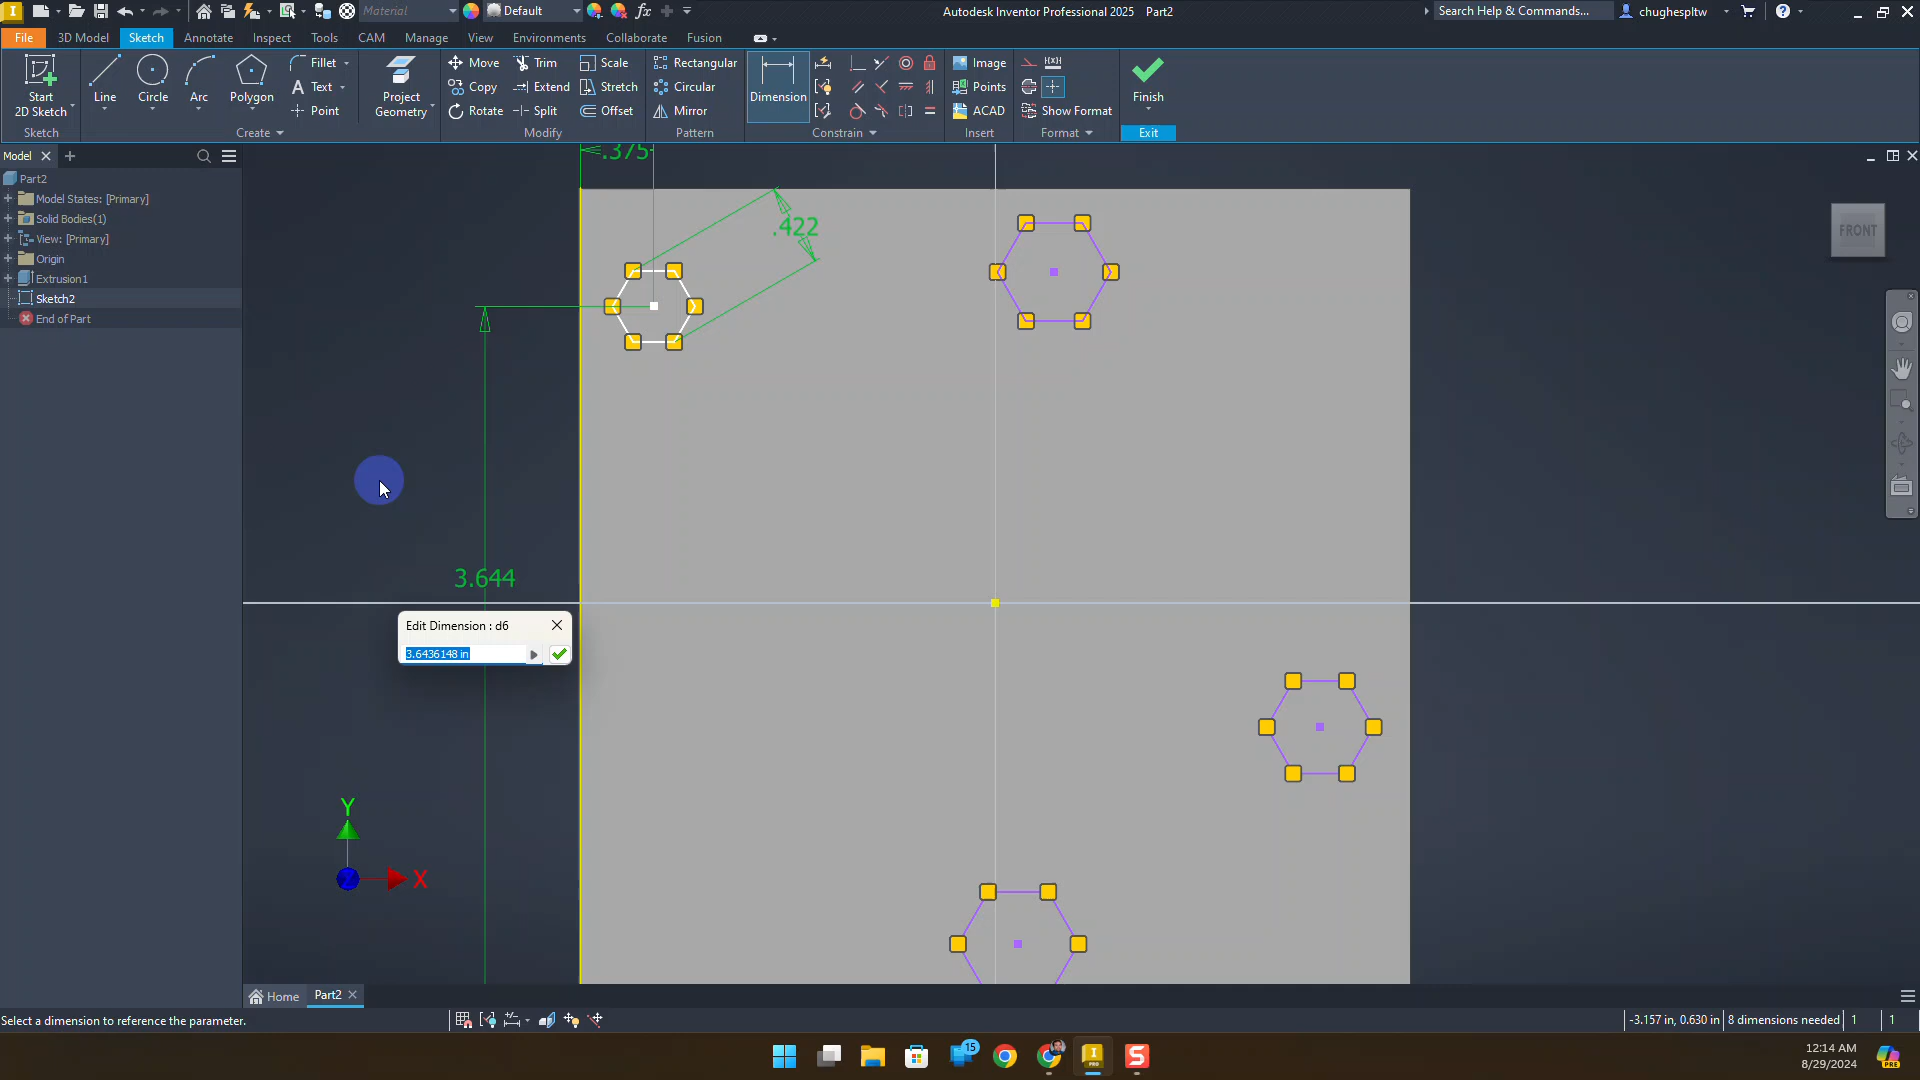 Material
Default
Autodesk Inventor Professional 2025 Part2
Search Help & Commands...
chughespltw
File
3D Model
Sketch
Annotate
Inspect
Tools
CAM
Manage
View
Environments
Collaborate
Fusion
Start
2D Sketch
Line
Circle
Arc
Polygon
Fillet
Text
Point
Project
Geometry
Move
Copy
Rotate
Trim
Extend
Split
Scale
Stretch
Offset
Rectangular
Circular
Mirror
Dimension
Image
Points
ACAD
Show Format
Finish
Sketch
Create
Modify
Pattern
Constrain
Insert
Format
Exit
Model
Part2
Model States: [Primary]
Solid Bodies(1)
View: [Primary]
Origin
Extrusion1
Sketch2
End of Part
.375
.422
FRONT
3.644
Edit Dimension : d6
3.6436148 in
Y
X
Home
Part2
Select a dimension to reference the parameter.
-3.157 in, 0.630 in
8 dimensions needed
1
1
15
12:14 AM
8/29/2024
PRE